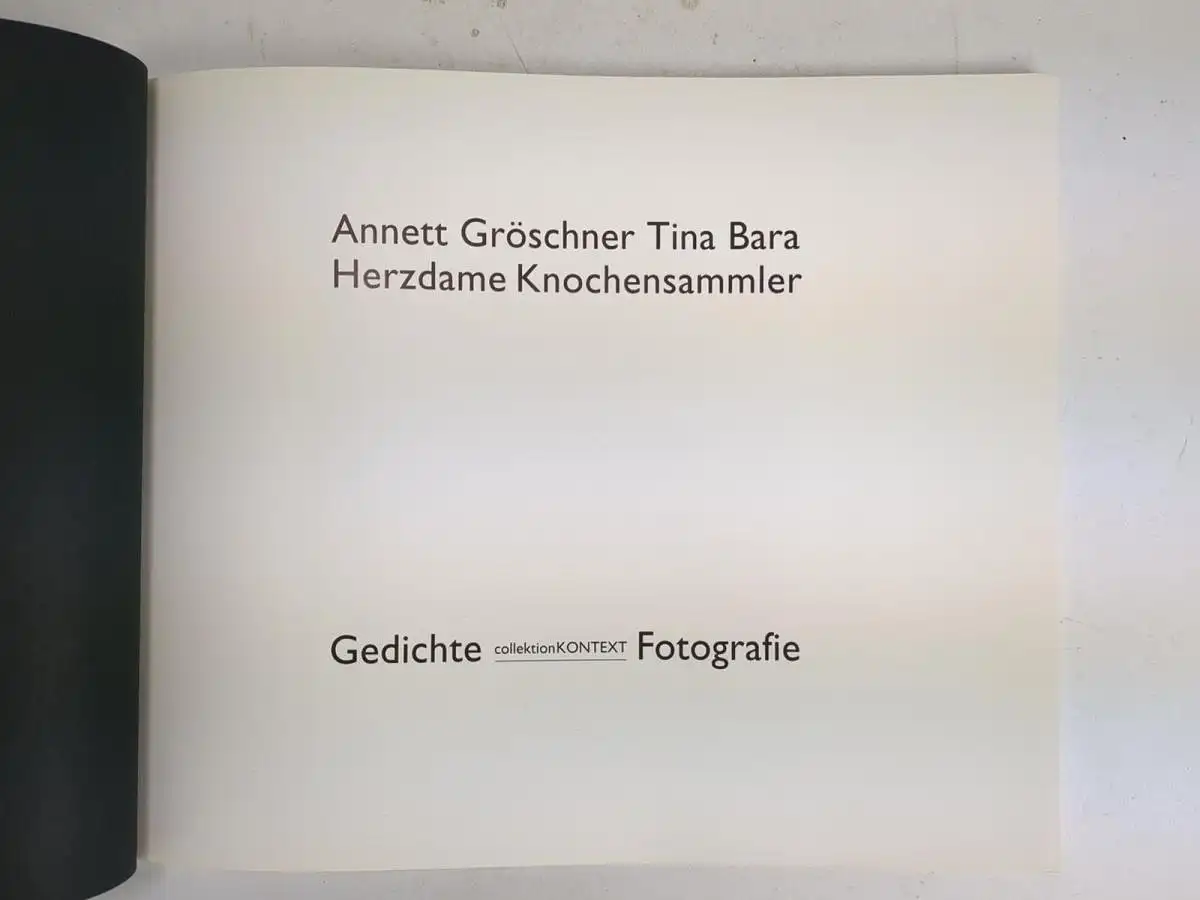 Annett Gröschner Tina Bara
Herzdame Knochensammler
Gedichte collektionKONTEXT Fotografie